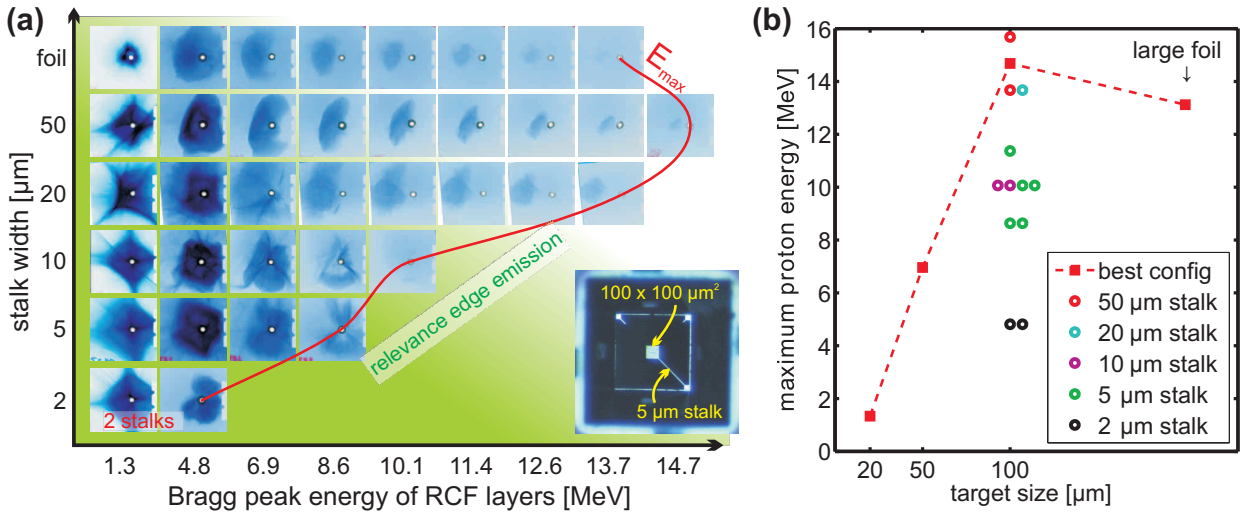 (a)
stalk width [µm]
foil
50
20
10
5
2
E_max
relevance edge emission
100 x 100 µm²
5 µm stalk
2 stalks
1.3 4.8 6.9 8.6 10.1 11.4 12.6 13.7 14.7
Bragg peak energy of RCF layers [MeV]
(b)
maximum proton energy [MeV]
16
14
12
10
8
6
4
2
0
large foil
best config
50 µm stalk
20 µm stalk
10 µm stalk
5 µm stalk
2 µm stalk
20 50 100
target size [µm]